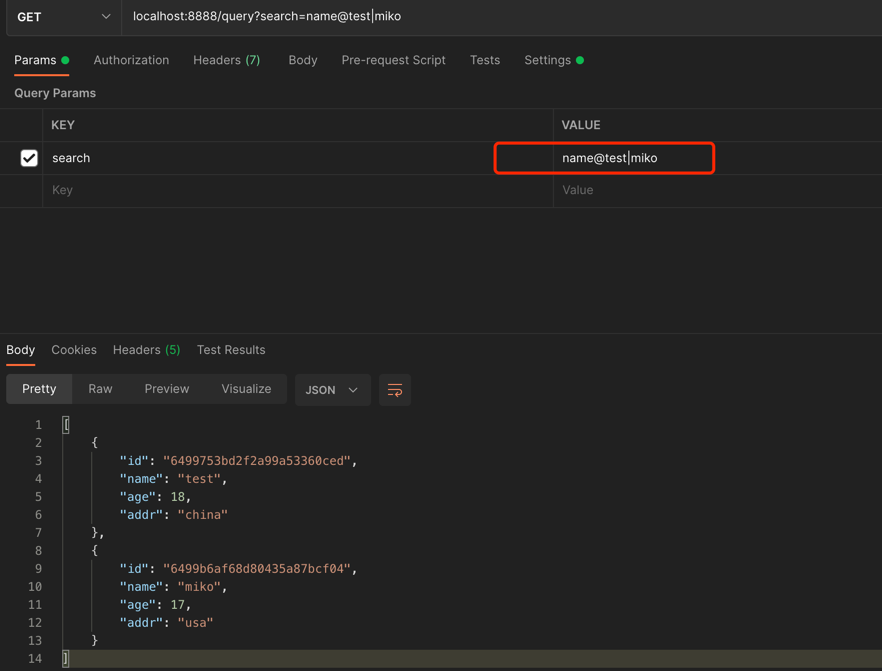 GET localhost:8888/query?search=name@test|miko
Params Authorization Headers (7) Body Pre-request Script Tests Settings
Query Params
KEY VALUE
search name@test|miko
Key Value
Body Cookies Headers (5) Test Results
Pretty Raw Preview Visualize JSON
1 [
2 {
3 "id": "6499753bd2f2a99a53360ced",
4 "name": "test",
5 "age": 18,
6 "addr": "china"
7 },
8 {
9 "id": "6499b6af68d80435a87bcf04",
10 "name": "miko",
11 "age": 17,
12 "addr": "usa"
13 }
14 ]